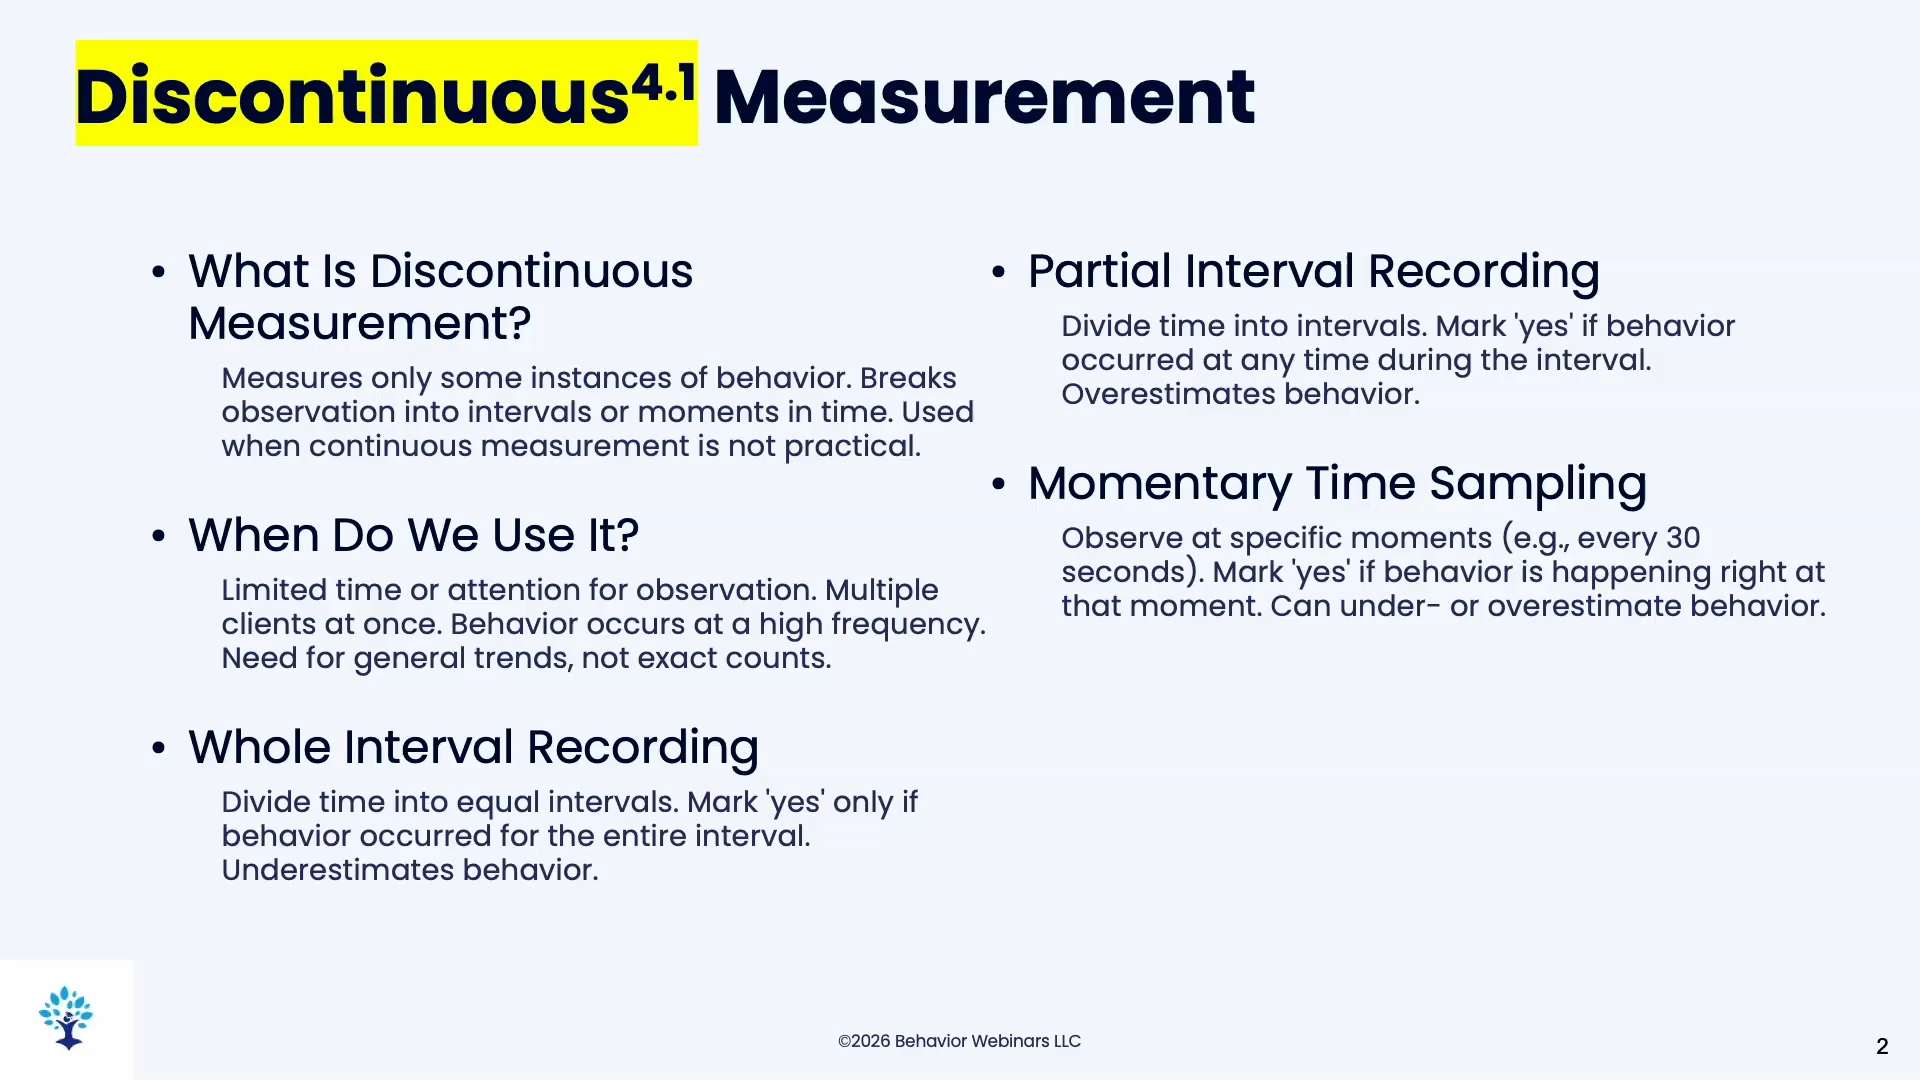 Discontinuous4.1 Measurement
• What Is Discontinuous
Measurement?
Measures only some instances of behavior. Breaks
observation into intervals or moments in time. Used
when continuous measurement is not practical.
• When Do We Use It?
Limited time or attention for observation. Multiple
clients at once. Behavior occurs at a high frequency.
Need for general trends, not exact counts.
• Whole Interval Recording
Divide time into equal intervals. Mark 'yes' only if
behavior occurred for the entire interval.
Underestimates behavior.
• Partial Interval Recording
Divide time into intervals. Mark 'yes' if behavior
occurred at any time during the interval.
Overestimates behavior.
• Momentary Time Sampling
Observe at specific moments (e.g., every 30
seconds). Mark 'yes' if behavior is happening right at
that moment. Can under- or overestimate behavior.
©2026 Behavior Webinars LLC
2